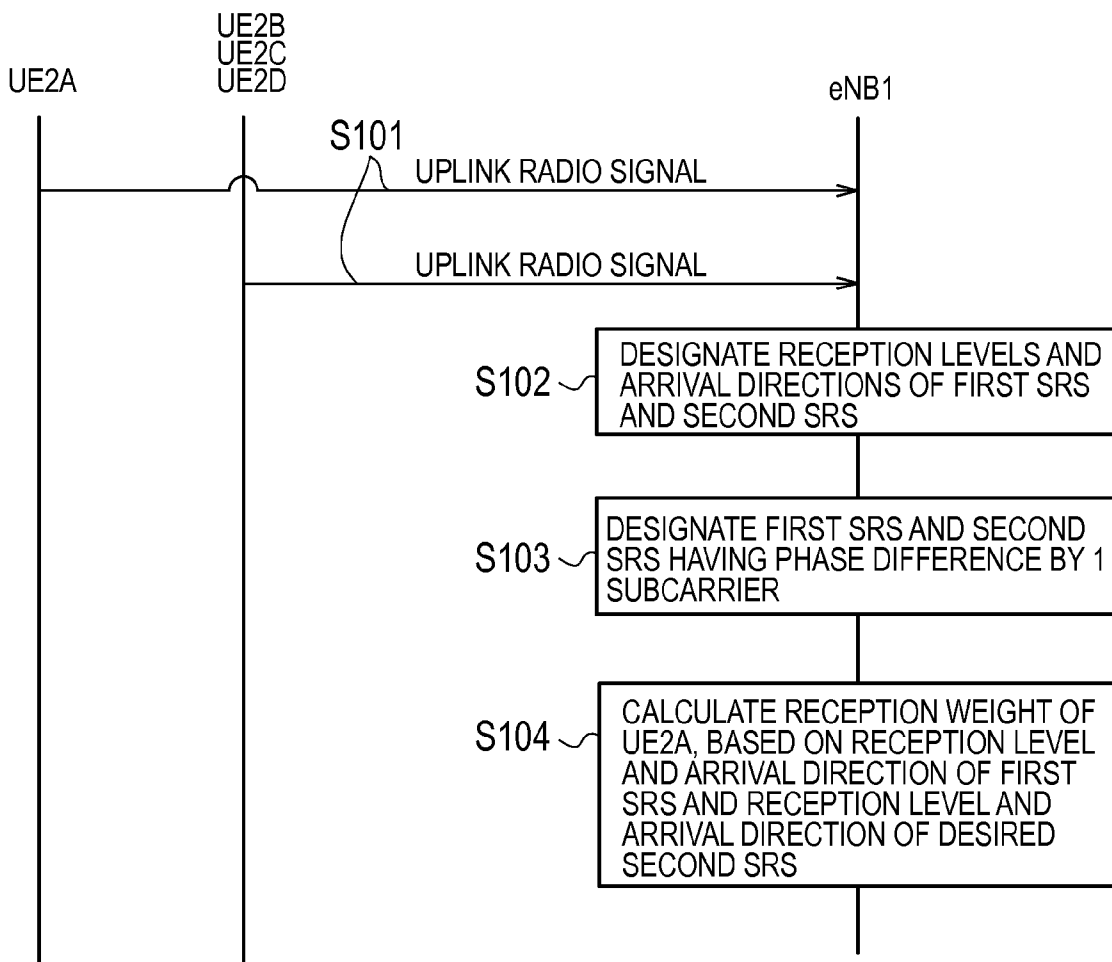 UE2A
UE2B
UE2C
UE2D
eNB1
S101
UPLINK RADIO SIGNAL
UPLINK RADIO SIGNAL
S102
DESIGNATE RECEPTION LEVELS AND
ARRIVAL DIRECTIONS OF FIRST SRS
AND SECOND SRS
S103
DESIGNATE FIRST SRS AND SECOND
SRS HAVING PHASE DIFFERENCE BY 1
SUBCARRIER
S104
CALCULATE RECEPTION WEIGHT OF
UE2A, BASED ON RECEPTION LEVEL
AND ARRIVAL DIRECTION OF FIRST
SRS AND RECEPTION LEVEL AND
ARRIVAL DIRECTION OF DESIRED
SECOND SRS